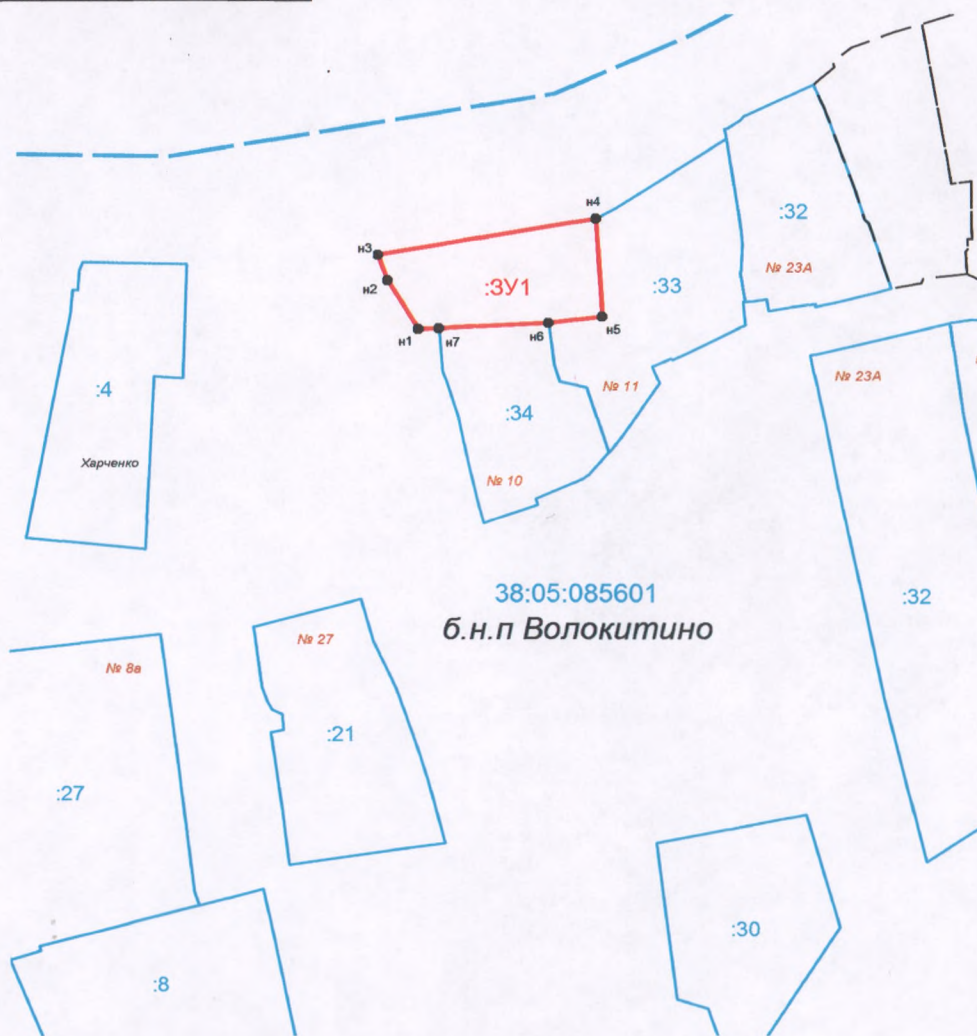 н4
:32
н3
№ 23А
н2
:ЗУ1
:33
н5
н1
н7
н6
№ 23А
:4
№ 11
:34
Харченко
№ 10
38:05:085601
:32
б.н.п Волокитино
№ 27
№ 8в
:21
:27
:30
:8